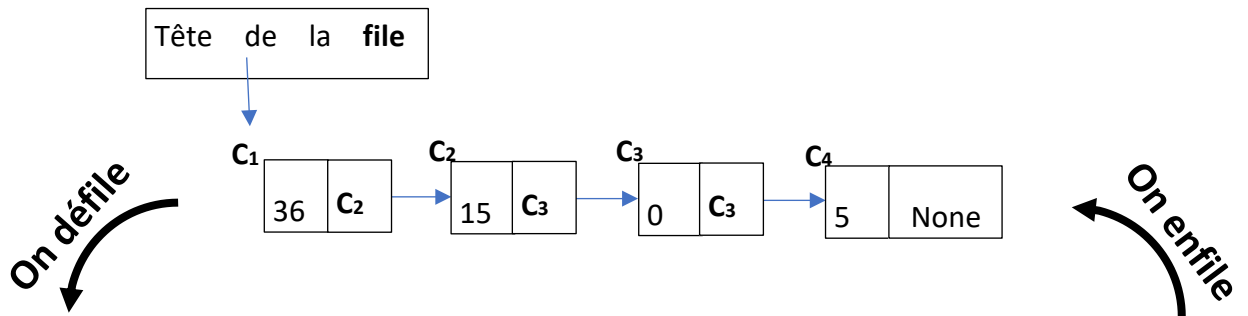 Tête de la file
C1 C2 C3 C4
36 C2 15 C3 0 C3 5 None
On défile
On enfile